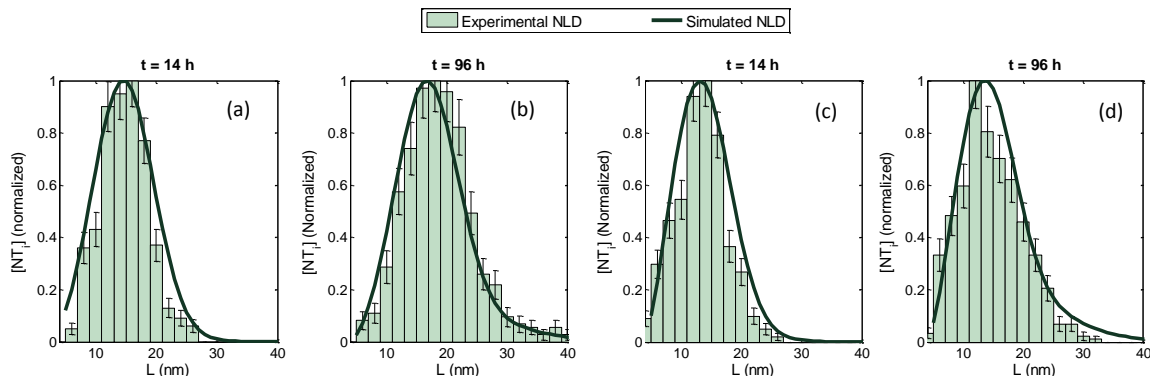 Experimental NLD Simulated NLD
t = 14 h
[NT_i] (normalized)
1
0.8
0.6
0.4
0.2
0
10 20 30 40
L (nm)
(a)
t = 96 h
[NT_i] (Normalized)
1
0.8
0.6
0.4
0.2
0
10 20 30 40
L (nm)
(b)
t = 14 h
[NT_i] (Normalized)
1
0.8
0.6
0.4
0.2
0
10 20 30 40
L (nm)
(c)
t = 96 h
[NT_i] (Normalized)
1
0.8
0.6
0.4
0.2
0
10 20 30 40
L (nm)
(d)